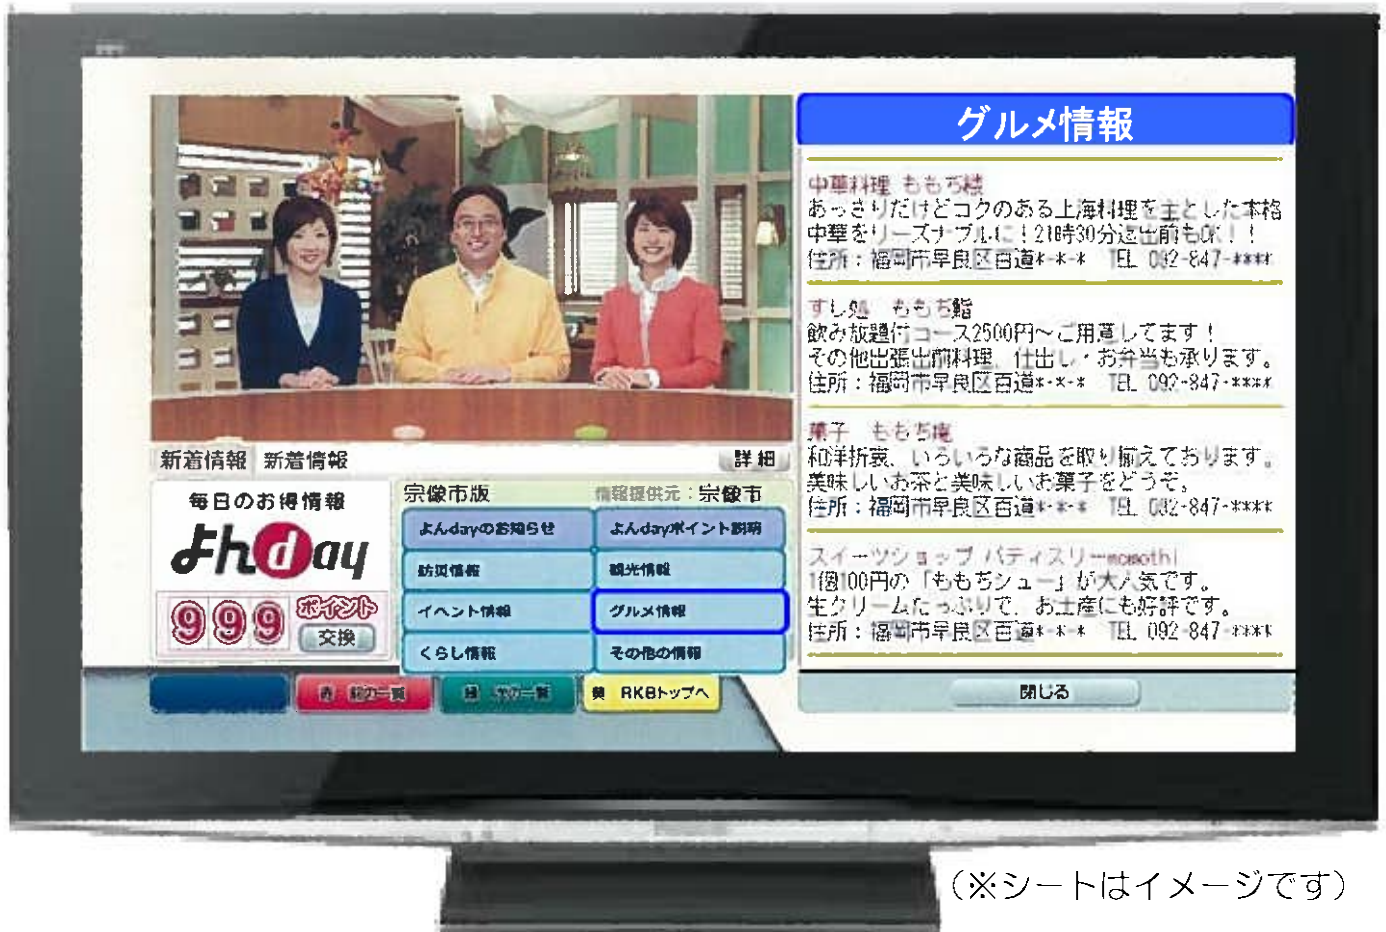 グルメ情報
中華料理 ももち楼
あっさりだけどコクのある上海料理を主とした本格
中華をリーズナブルに!21時30分迄出前もOK!!
住所:福岡市早良区百道*-*-* TEL 092-847-****
すし処 ももち鮨
飲み放題付コース2500円~ご用意してます!
その他出張出前料理、仕出し・お弁当も承ります。
住所:福岡市早良区百道*-*-* TEL 092-847-****
菓子 ももち庵
和洋折衷、いろいろな商品を取り揃えております。
美味しいお茶と美味しいお菓子をどうぞ。
住所:福岡市早良区百道*-*-* TEL 092-847-****
スイーツショップ パティスリーmomothi
1個100円の「ももちシュー」が大人気です。
生クリームたっぷりで、お土産にも好評です。
住所:福岡市早良区百道*-*-* TEL 092-847-****
閉じる
新着情報 新着情報 詳細
毎日のお得情報
よんday
999 ポイント
交換
宗像市版 情報提供元:宗像市
よんdayのお知らせ よんdayポイント説明
防災情報 観光情報
イベント情報 グルメ情報
くらし情報 その他の情報
赤 前の一覧 緑 次の一覧 黄 RKBトップへ
(※シートはイメージです)